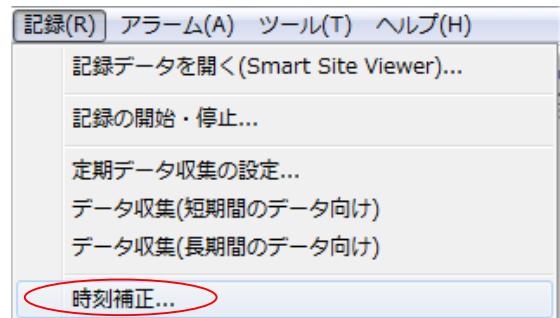 記録(R) アラーム(A) ツール(T) ヘルプ(H)
記録データを開く(Smart Site Viewer)...
記録の開始・停止...
定期データ収集の設定...
データ収集(短期間のデータ向け)
データ収集(長期間のデータ向け)
時刻補正...